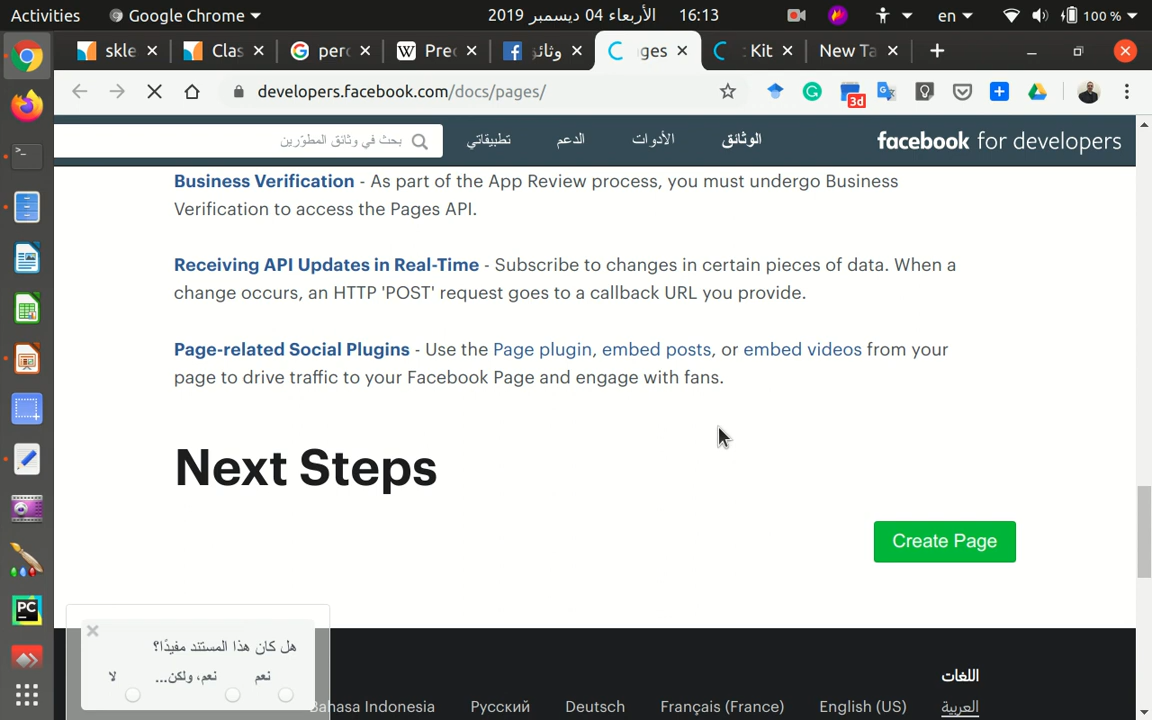 Activities Google Chrome الأربعاء 04 ديسمبر 2019 16:13 en 100 %
skle Clas perc Prec وثائق ges : Kit New Ta
developers.facebook.com/docs/pages/ 3d
بحث في وثائق المطوّرين تطبيقاتي الدعم الأدوات الوثائق facebook for developers
Business Verification - As part of the App Review process, you must undergo Business
Verification to access the Pages API.
Receiving API Updates in Real-Time - Subscribe to changes in certain pieces of data. When a
change occurs, an HTTP 'POST' request goes to a callback URL you provide.
Page-related Social Plugins - Use the Page plugin, embed posts, or embed videos from your
page to drive traffic to your Facebook Page and engage with fans.
Next Steps
Create Page
PC
هل كان هذا المستند مفيدًا؟
نعم نعم، ولكن... لا
اللغات
Bahasa Indonesia Русский Deutsch Français (France) English (US) العربية